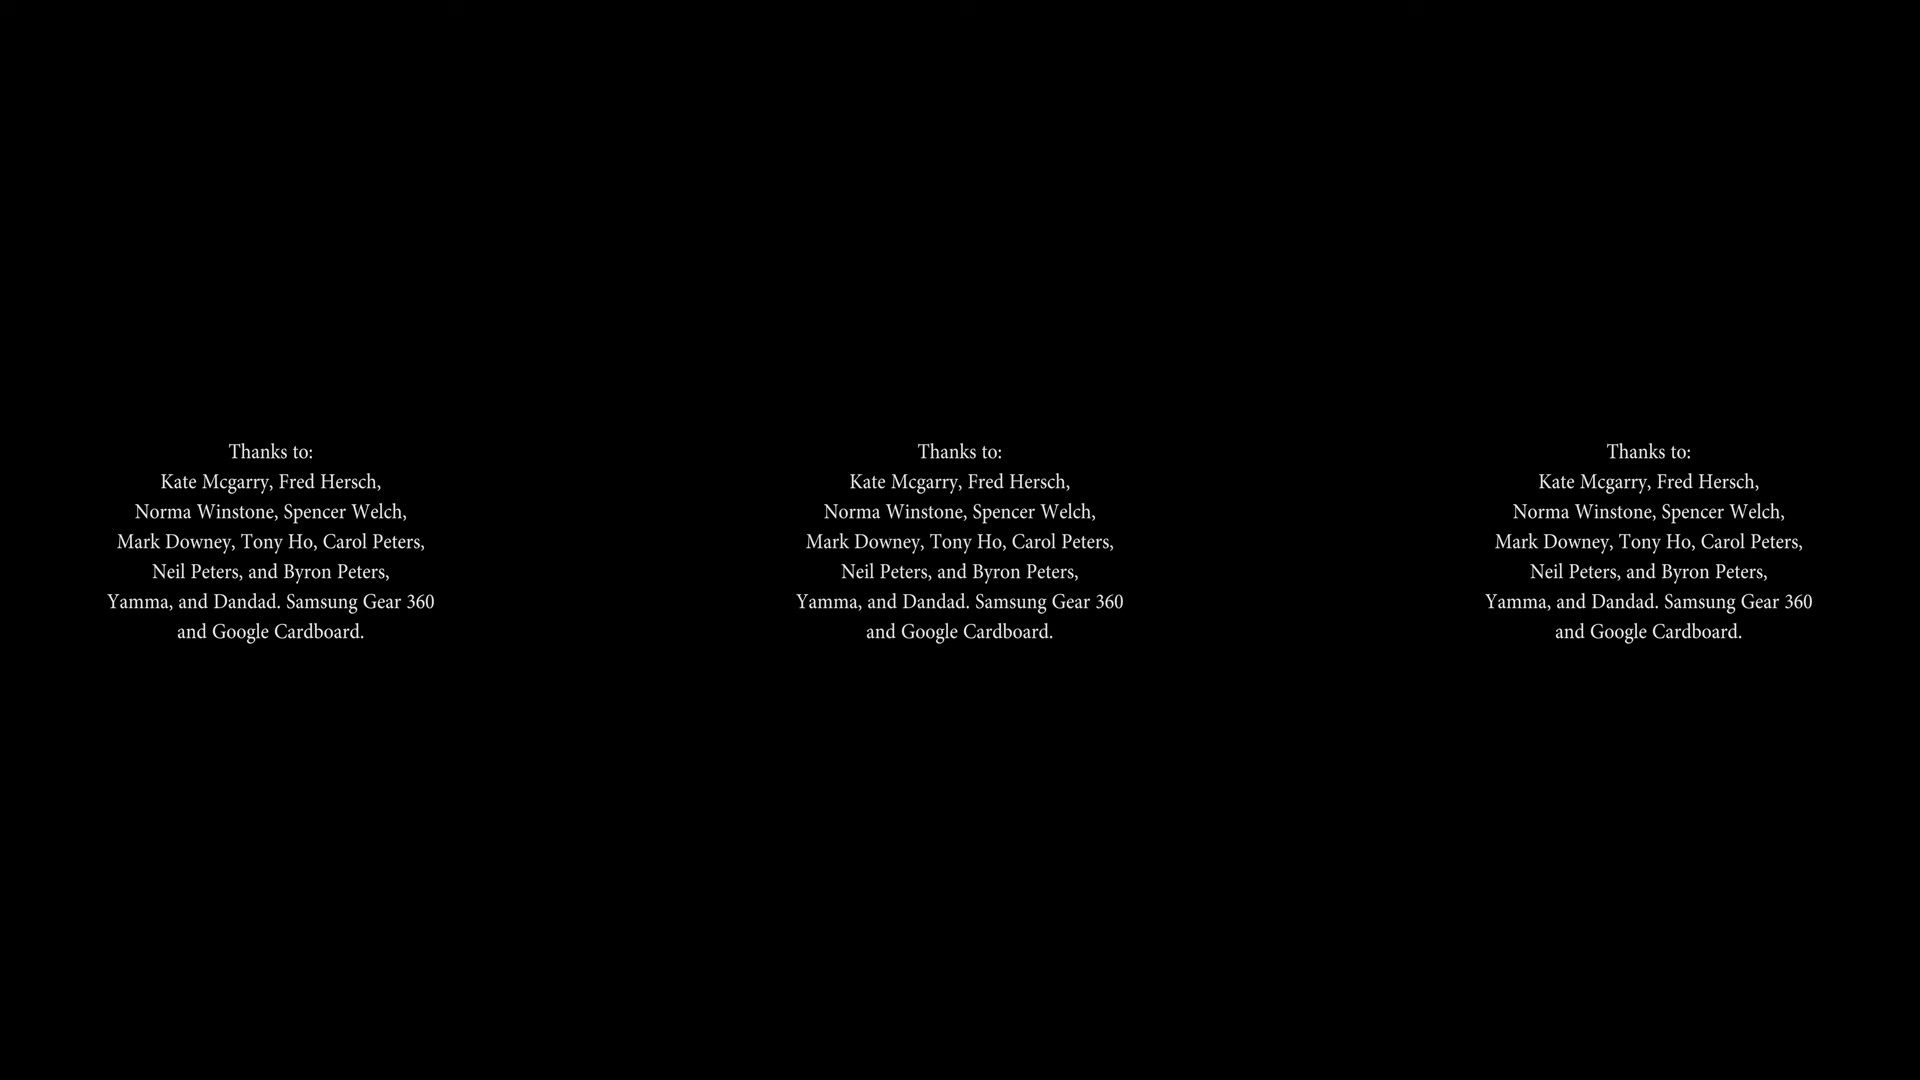 Thanks to:
Kate Mcgarry, Fred Hersch,
Norma Winstone, Spencer Welch,
Mark Downey, Tony Ho, Carol Peters,
Neil Peters, and Byron Peters,
Yamma, and Dandad. Samsung Gear 360
and Google Cardboard.
Thanks to:
Kate Mcgarry, Fred Hersch,
Norma Winstone, Spencer Welch,
Mark Downey, Tony Ho, Carol Peters,
Neil Peters, and Byron Peters,
Yamma, and Dandad. Samsung Gear 360
and Google Cardboard.
Thanks to:
Kate Mcgarry, Fred Hersch,
Norma Winstone, Spencer Welch,
Mark Downey, Tony Ho, Carol Peters,
Neil Peters, and Byron Peters,
Yamma, and Dandad. Samsung Gear 360
and Google Cardboard.